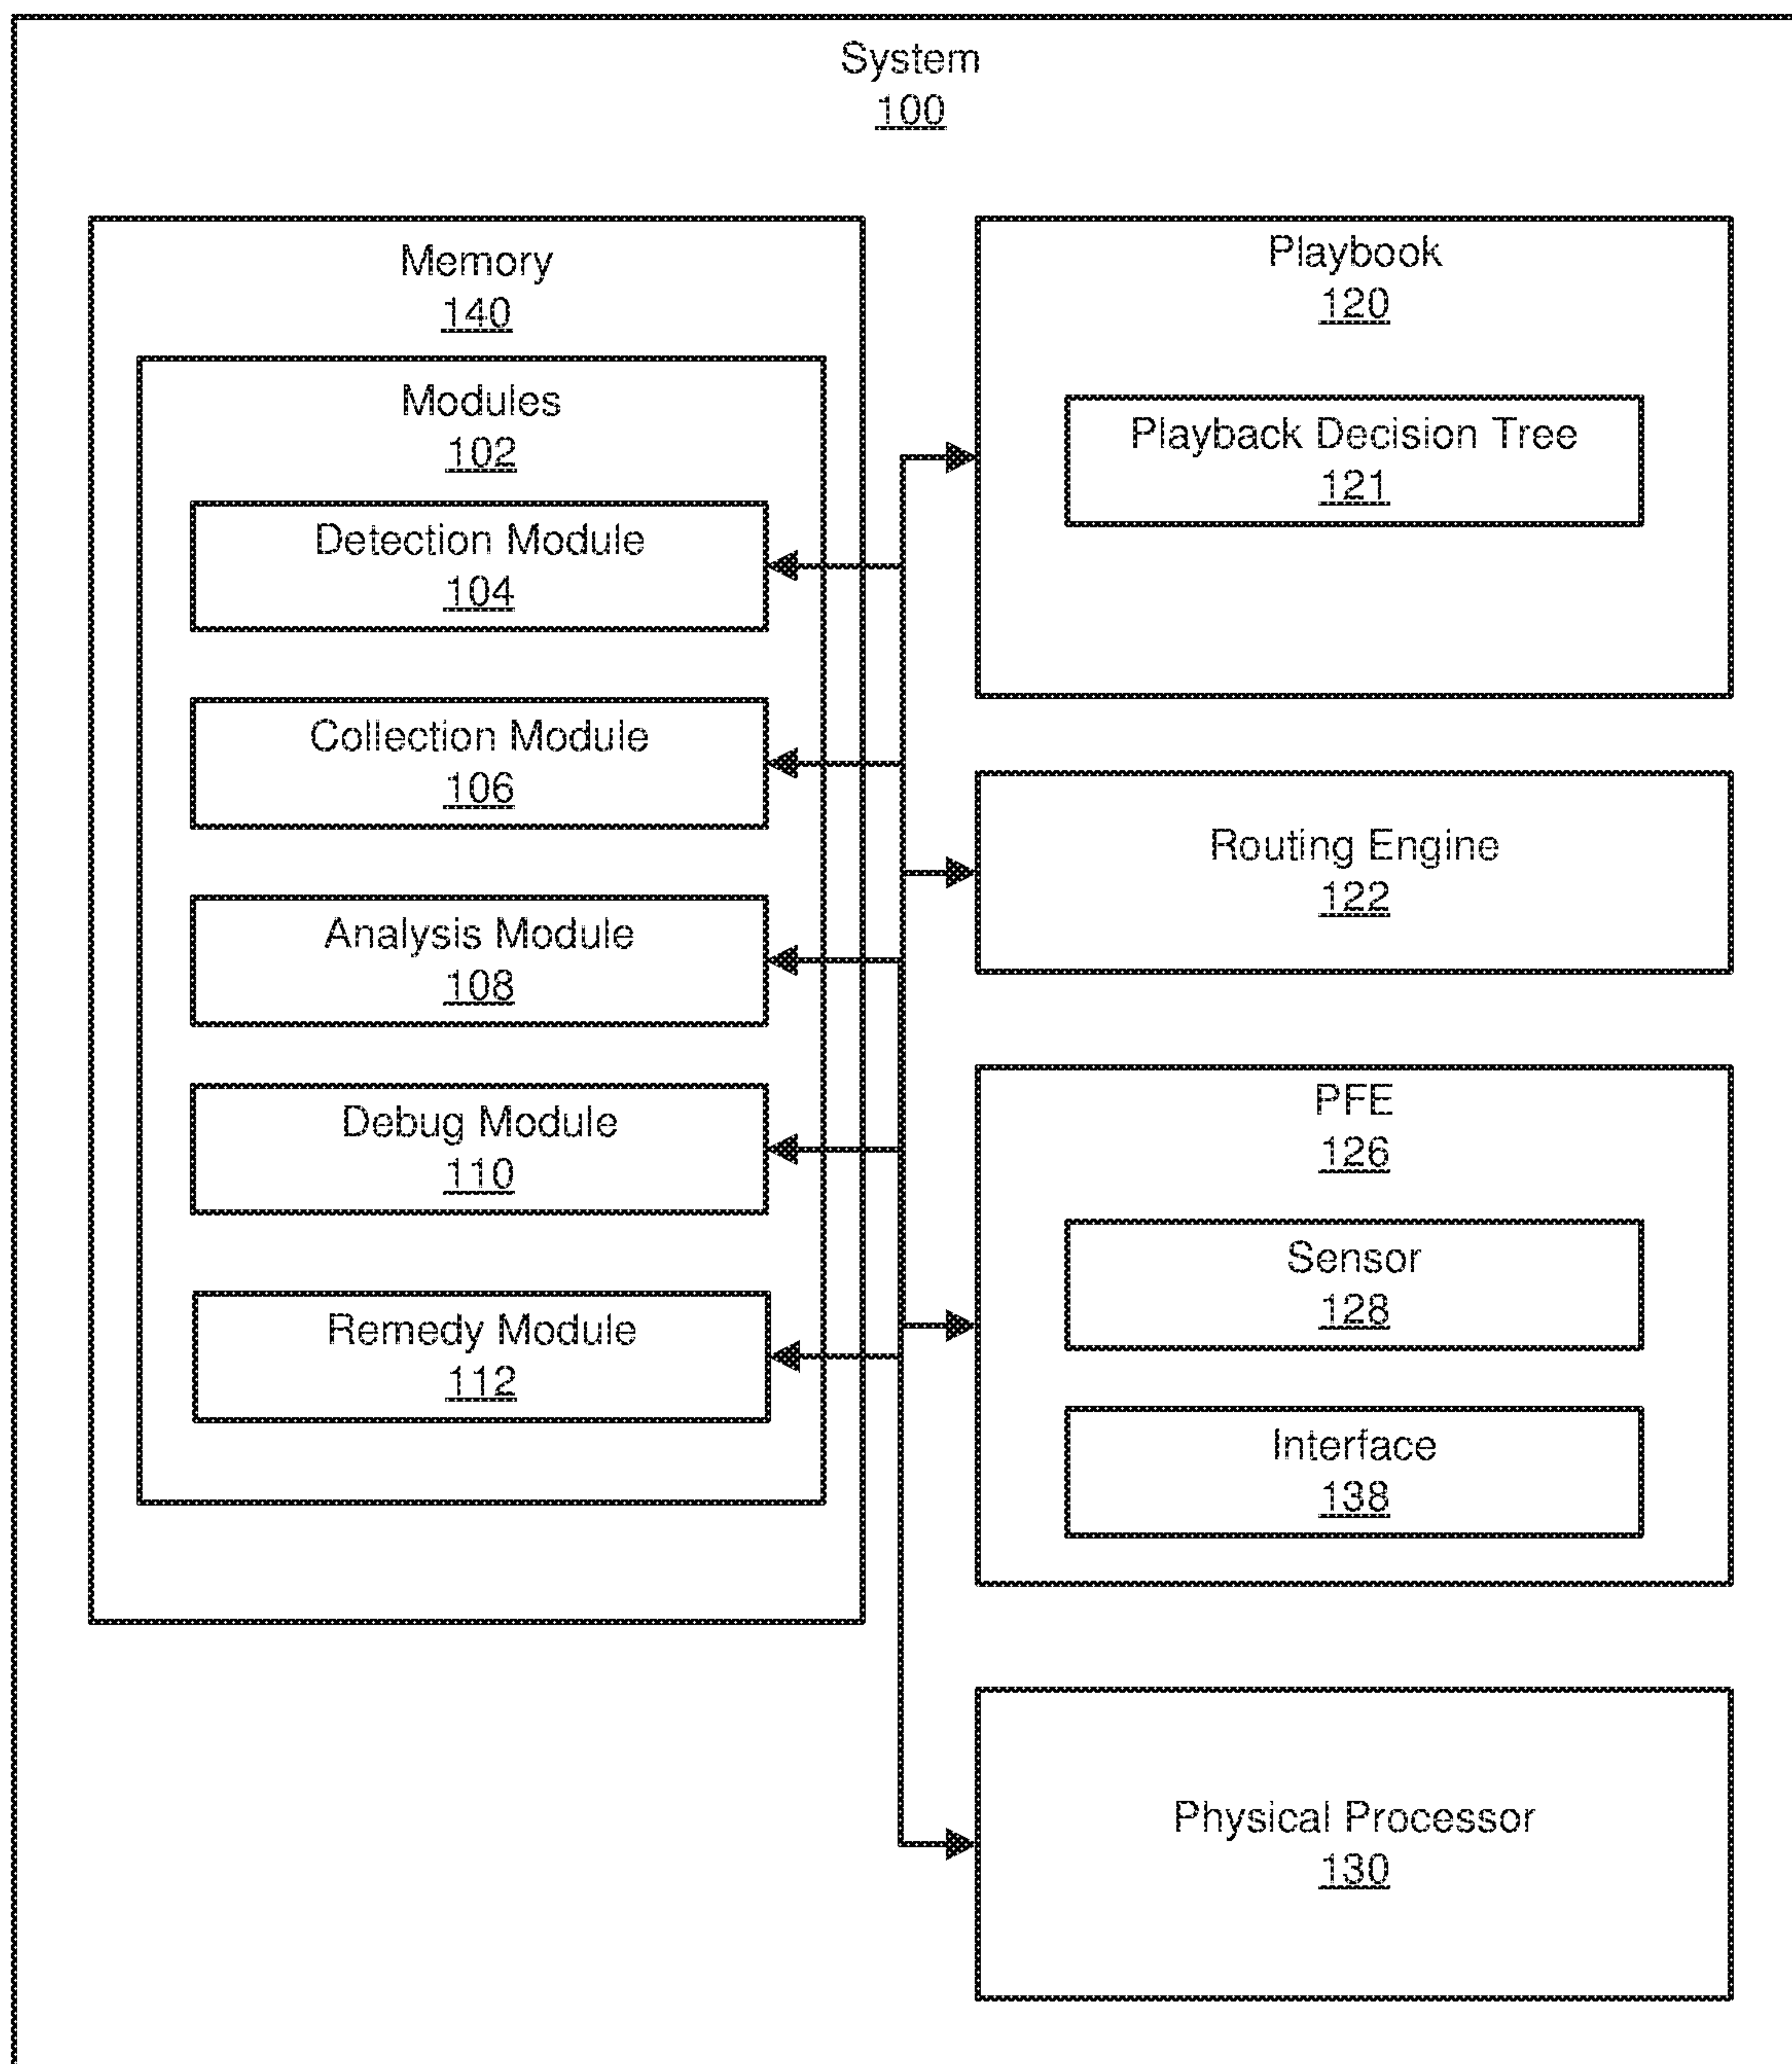 System
100
Memory
140
Modules
102
Detection Module
104
Collection Module
106
Analysis Module
108
Debug Module
110
Remedy Module
112
Playbook
120
Playback Decision Tree
121
Routing Engine
122
PFE
126
Sensor
128
Interface
138
Physical Processor
130